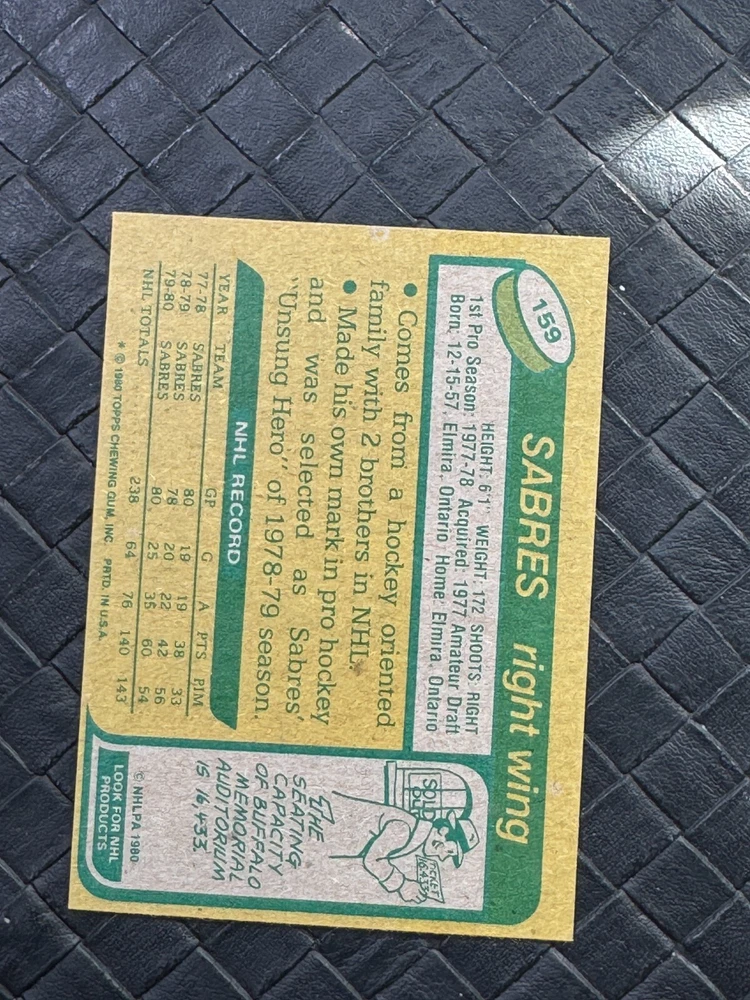 159
SABRES right wing
HEIGHT: 6'1" WEIGHT: 172 SHOOTS: RIGHT
1st Pro Season: 1977-78 Acquired: 1977 Amateur Draft
Born: 12-15-57, Elmira, Ontario Home: Elmira, Ontario
• Comes from a hockey oriented
family with 2 brothers in NHL.
• Made his own mark in pro hockey
and was selected as Sabres'
"Unsung Hero" of 1978-79 season.
NHL RECORD
YEAR TEAM GP G A PTS PIM
77-78 SABRES 80 19 19 38 33
78-79 SABRES 78 20 22 42 56
79-80 SABRES 80 25 35 60 54
NHL TOTALS 238 64 76 140 143
* © 1980 TOPPS CHEWING GUM, INC. PRTD. IN U.S.A.
SOLD
OUT
TICKET
16,433
THE
SEATING
CAPACITY
OF BUFFALO
MEMORIAL
AUDITORIUM
IS 16,433.
© NHLPA 1980
LOOK FOR NHL
PRODUCTS